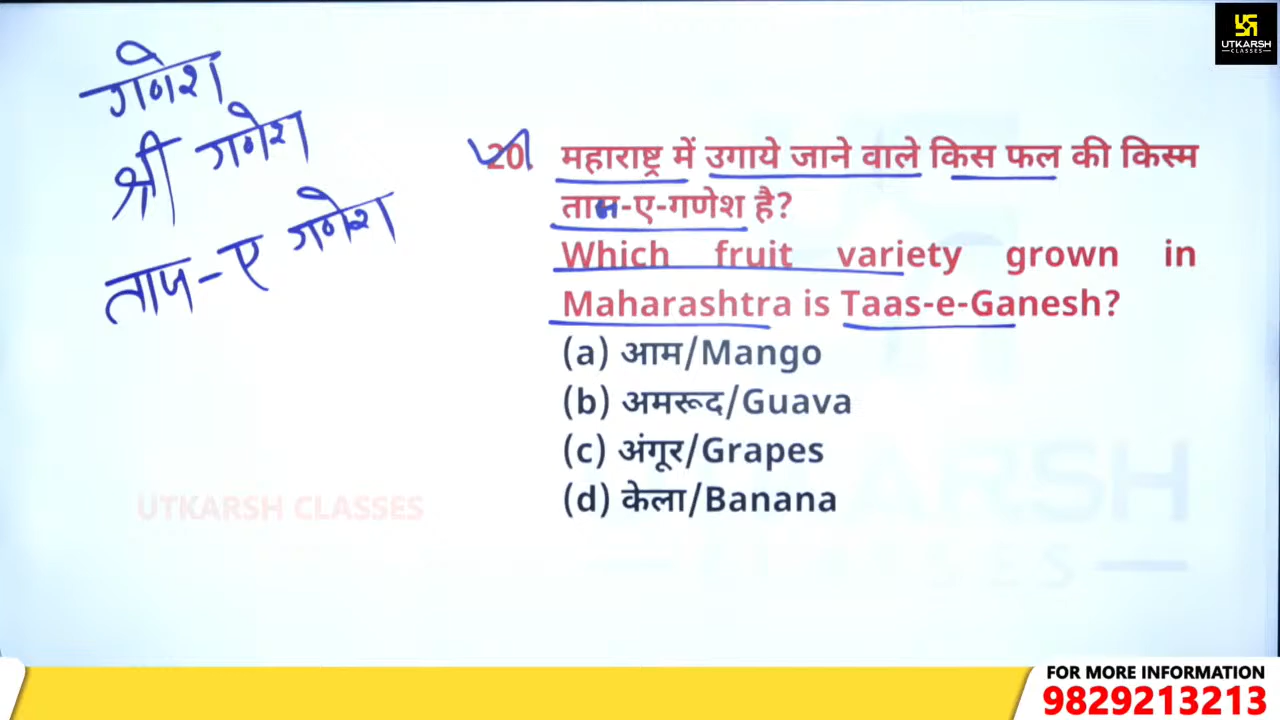 UTKARSH
CLASSES
गणेश
श्री गणेश
ताज-ए गणेश
20. महाराष्ट्र में उगाये जाने वाले किस फल की किस्म
ताज-ए-गणेश है?
Which fruit variety grown in
Maharashtra is Taas-e-Ganesh?
(a) आम/Mango
(b) अमरूद/Guava
(c) अंगूर/Grapes
(d) केला/Banana
UTKARSH CLASSES
FOR MORE INFORMATION
9829213213